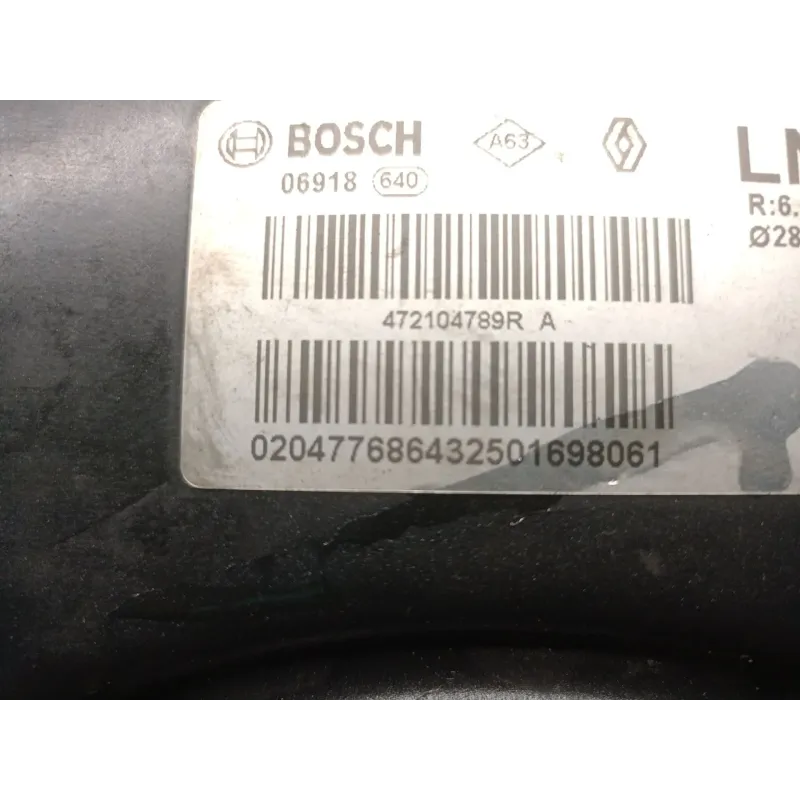 BOSCH A63
06918 640
472104789R A
0204776864325016980​61
LN
R:6.
Ø28